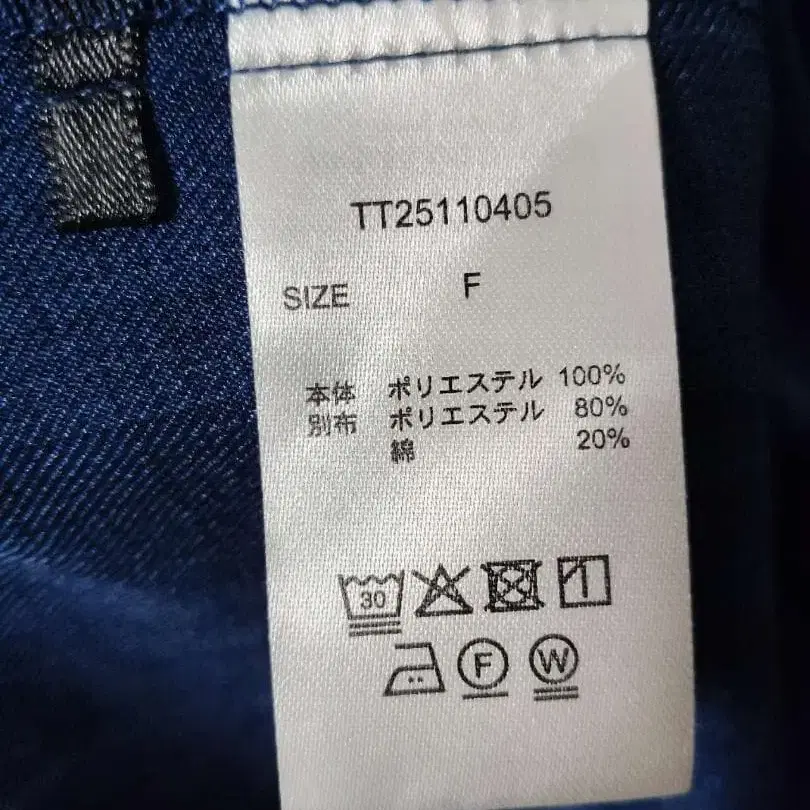 TT25110405
SIZE F
本体 ポリエステル 100%
別布 ポリエステル 80%
綿 20%
30
F W